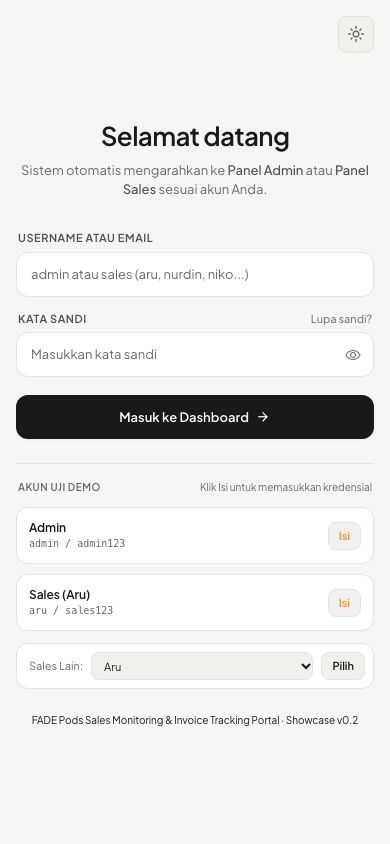 Selamat datang
Sistem otomatis mengarahkan ke Panel Admin atau Panel
Sales sesuai akun Anda.
USERNAME ATAU EMAIL
admin atau sales (aru, nurdin, niko...)
KATA SANDI
Lupa sandi?
Masukkan kata sandi
Masuk ke Dashboard →
AKUN UJI DEMO
Klik Isi untuk memasukkan kredensial
Admin
admin / admin123
Isi
Sales (Aru)
aru / sales123
Isi
Sales Lain:
Aru
Pilih
FADE Pods Sales Monitoring & Invoice Tracking Portal · Showcase v0.2